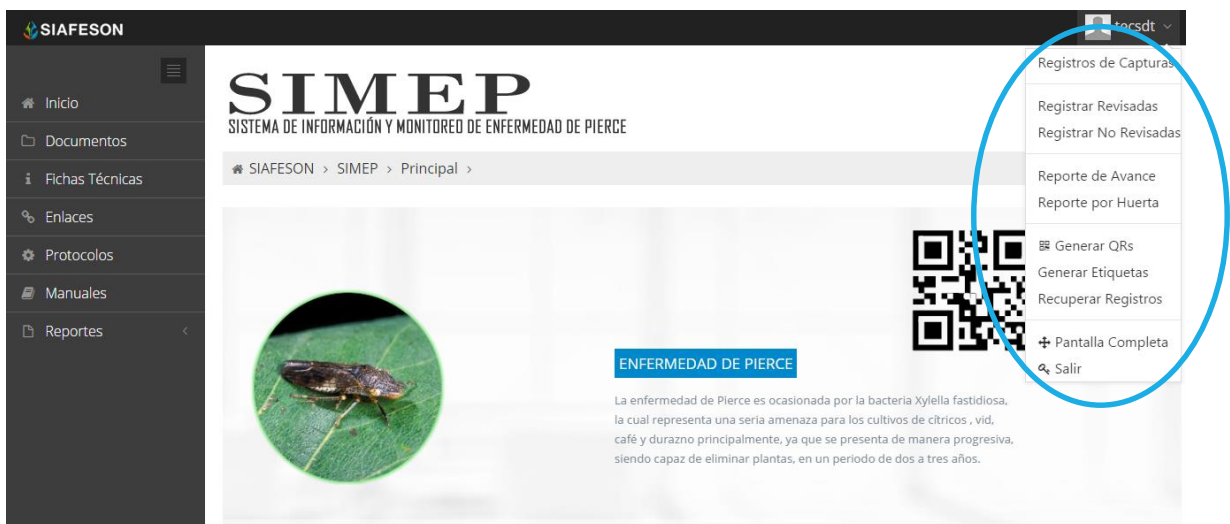 SIAFESON
tecsdt
Inicio
Documentos
Fichas Técnicas
Enlaces
Protocolos
Manuales
Reportes
SIMEP
SISTEMA DE INFORMACIÓN Y MONITOREO DE ENFERMEDAD DE PIERCE
SIAFESON > SIMEP > Principal >
Registros de Capturas
Registrar Revisadas
Registrar No Revisadas
Reporte de Avance
Reporte por Huerta
Generar QRs
Generar Etiquetas
Recuperar Registros
Pantalla Completa
Salir
ENFERMEDAD DE PIERCE
La enfermedad de Pierce es ocasionada por la bacteria Xylella fastidiosa,
la cual representa una seria amenaza para los cultivos de cítricos , vid,
café y durazno principalmente, ya que se presenta de manera progresiva,
siendo capaz de eliminar plantas, en un periodo de dos a tres años.